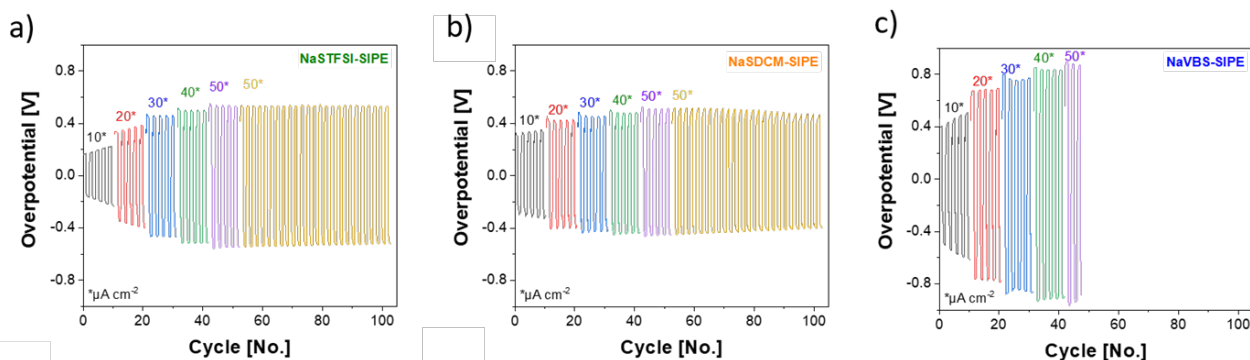 a)
NaSTFSI-SIPE
0.8
0.4
0.0
-0.4
-0.8
Overpotential [V]
10*
20*
30*
40*
50*
50*
*µA cm-2
0 20 40 60 80 100
Cycle [No.]
b)
NaSDCM-SIPE
0.8
0.4
0.0
-0.4
-0.8
Overpotential [V]
10*
20*
30*
40*
50*
50*
*µA cm-2
0 20 40 60 80 100
Cycle [No.]
c)
NaVBS-SIPE
0.8
0.4
0.0
-0.4
-0.8
Overpotential [V]
10*
20*
30*
40*
50*
*µA cm-2
0 20 40 60 80 100
Cycle [No.]